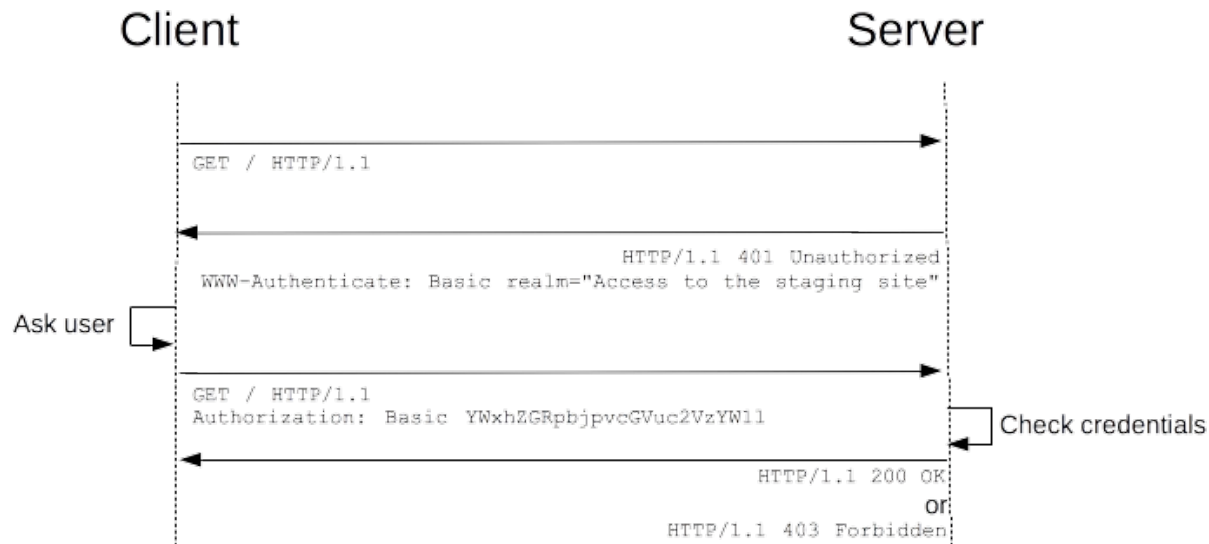 Client
Server
GET / HTTP/1.1
HTTP/1.1 401 Unauthorized
WWW-Authenticate: Basic realm="Access to the staging site"
Ask user
GET / HTTP/1.1
Authorization: Basic YWxhZGRpbjpvcGVuc2VzYW1l
Check credentials
HTTP/1.1 200 OK
or
HTTP/1.1 403 Forbidden